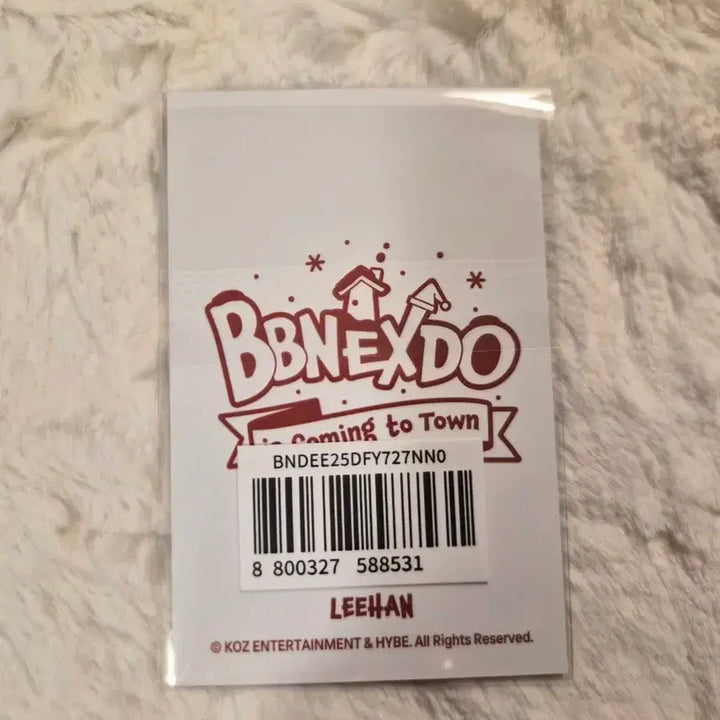 BBNEXDO
is Coming to Town
BNDEE25DFY727NN0
8 800327 588531
LEEHAN
© KOZ ENTERTAINMENT & HYBE. All Rights Reserved.